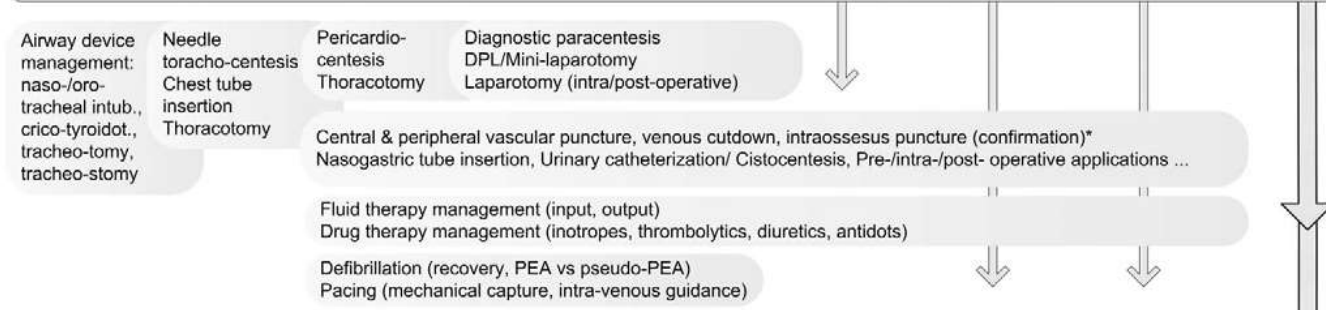 Airway device
management:
naso-/oro-
tracheal intub.,
crico-tyroidot.,
tracheo-tomy,
tracheo-stomy
Needle
toracho-centesis
Chest tube
insertion
Thoracotomy
Pericardio-
centesis
Thoracotomy
Diagnostic paracentesis
DPL/Mini-laparotomy
Laparotomy (intra/post-operative)
Central & peripheral vascular puncture, venous cutdown, intraossesus puncture (confirmation)*
Nasogastric tube insertion, Urinary catheterization/ Cistocentesis, Pre-/intra-/post- operative applications ...
Fluid therapy management (input, output)
Drug therapy management (inotropes, thrombolytics, diuretics, antidots)
Defibrillation (recovery, PEA vs pseudo-PEA)
Pacing (mechanical capture, intra-venous guidance)